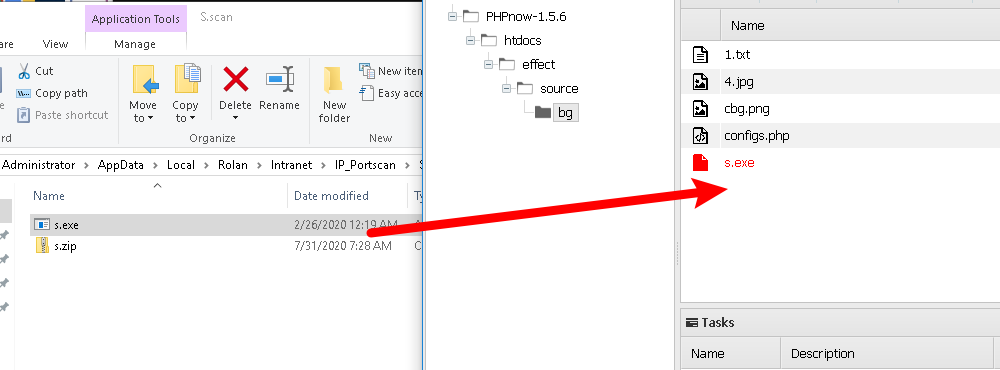 Application Tools
S.scan
are
View
Manage
Cut
Copy path
Paste shortcut
Move to
Copy to
Delete
Rename
New
New item
Easy acce
rd
Organize
New
Administrator > AppData > Local > Rolan > Intranet > IP_Portscan >
Name
Date modified
s.exe
2/26/2020 12:19 AM
s.zip
7/31/2020 7:28 AM
PHPnow-1.5.6
htdocs
effect
source
bg
Name
1.txt
4.jpg
cbg.png
configs.php
s.exe
Tasks
Name
Description